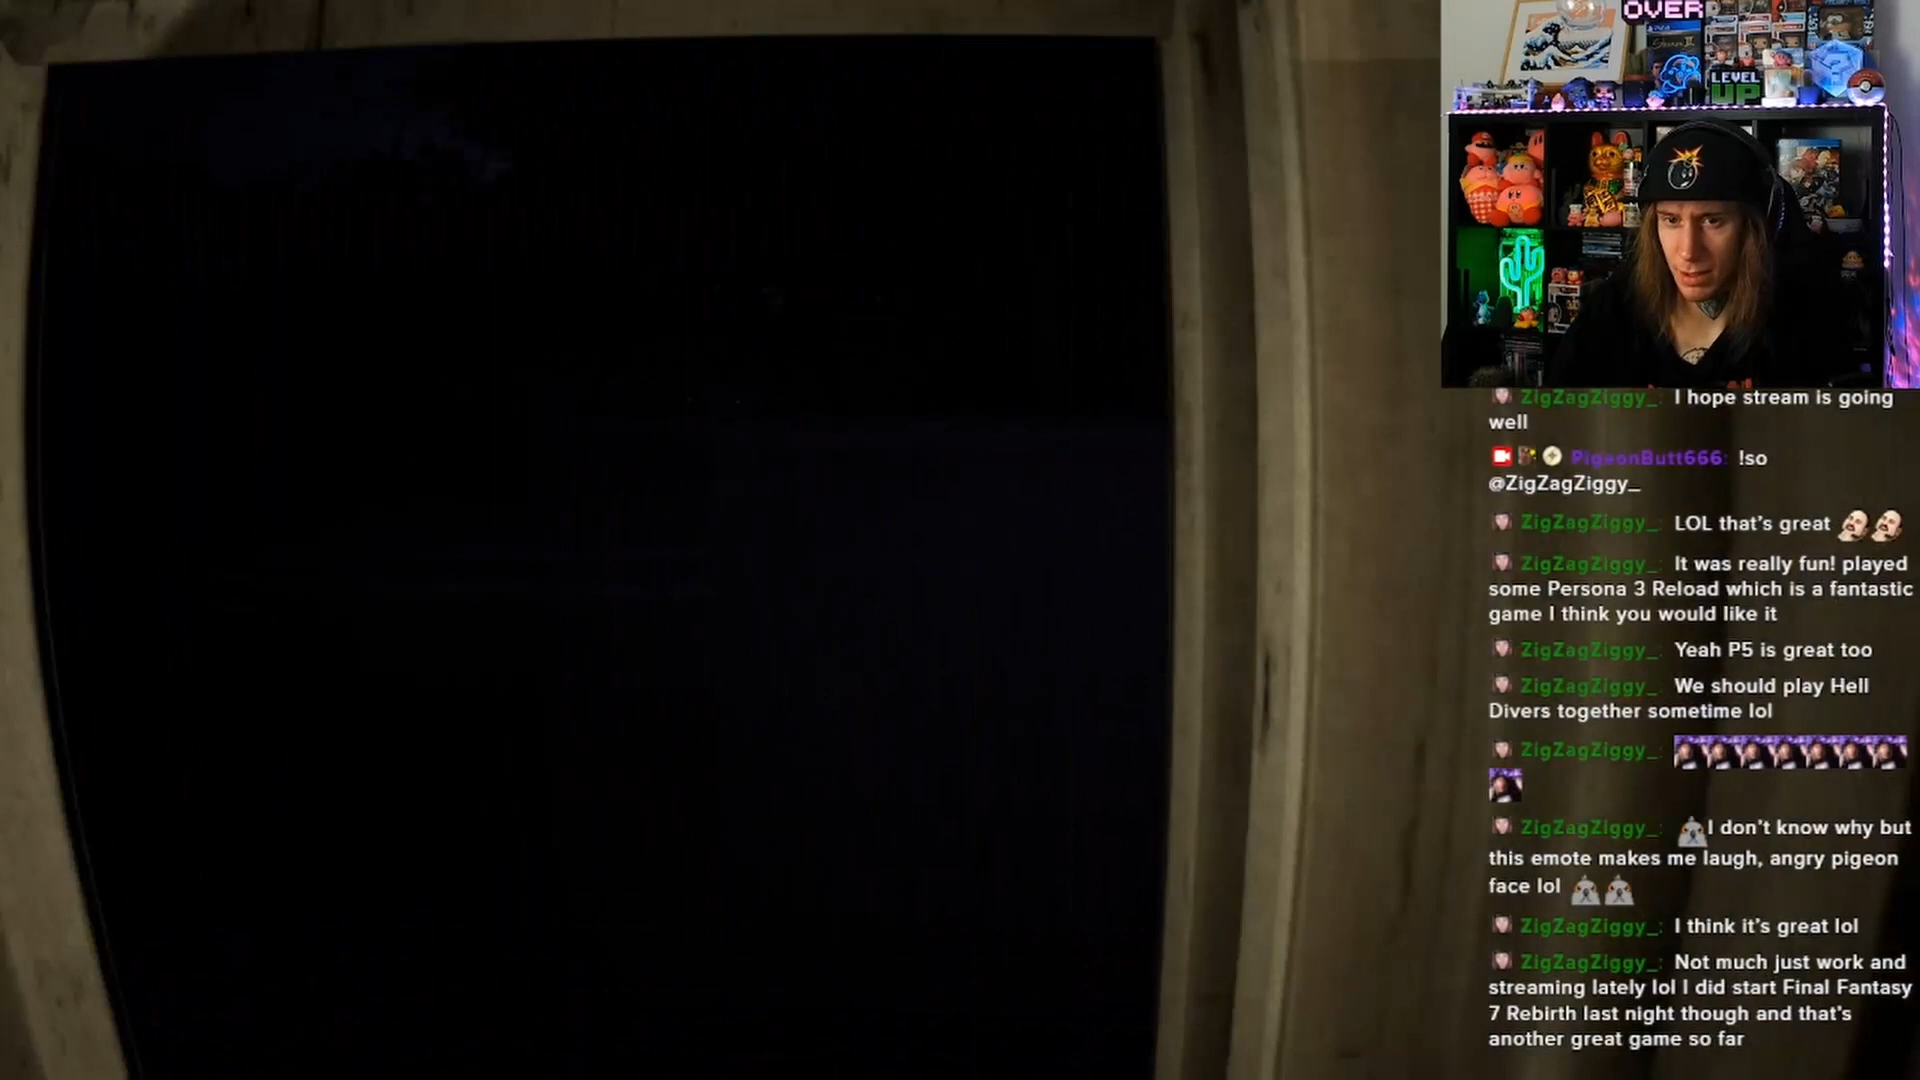 OVER
LEVEL
UP
ZigZagZiggy_: I hope stream is going
well
PigeonButt666: !so
@ZigZagZiggy_
ZigZagZiggy_: LOL that's great
ZigZagZiggy_: It was really fun! played
some Persona 3 Reload which is a fantastic
game I think you would like it
ZigZagZiggy_: Yeah P5 is great too
ZigZagZiggy_: We should play Hell
Divers together sometime lol
ZigZagZiggy_:
ZigZagZiggy_: I don't know why but
this emote makes me laugh, angry pigeon
face lol
ZigZagZiggy_: I think it's great lol
ZigZagZiggy_: Not much just work and
streaming lately lol I did start Final Fantasy
7 Rebirth last night though and that's
another great game so far